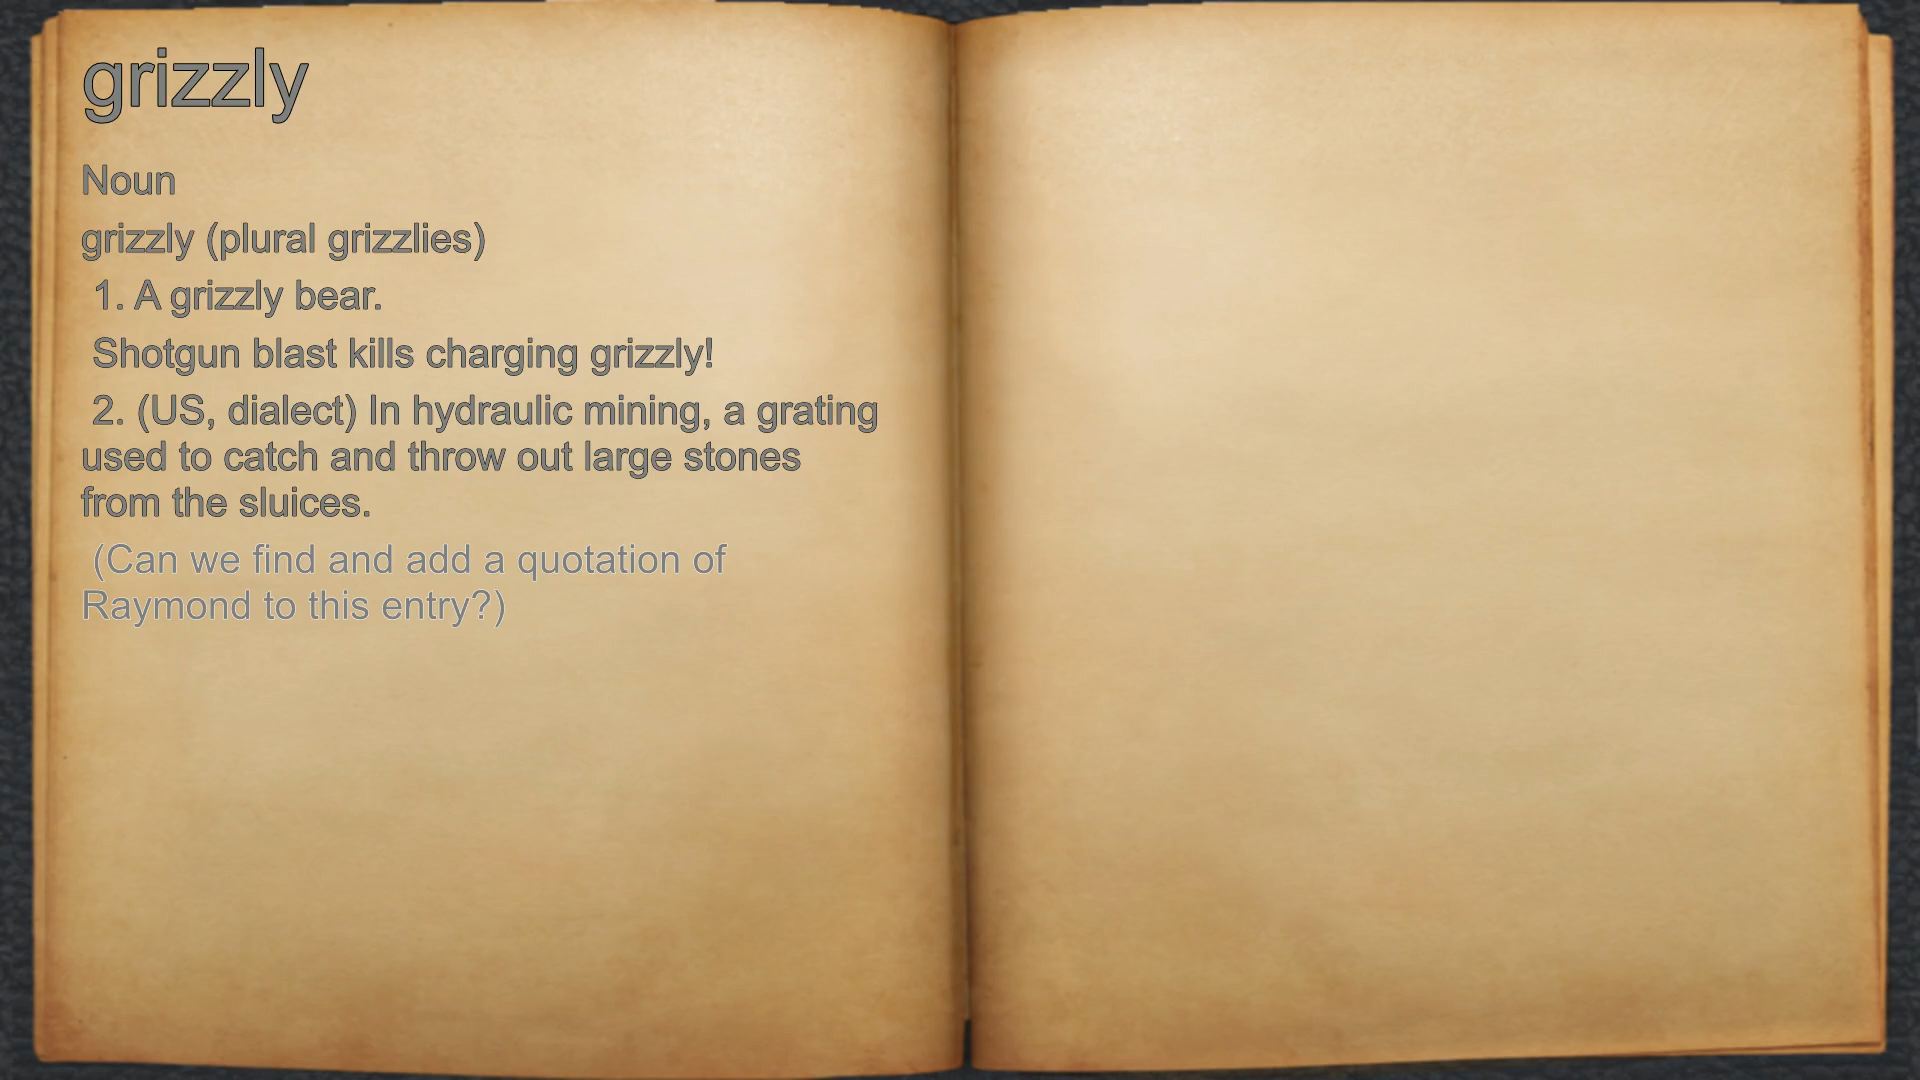 grizzly
Noun
grizzly (plural grizzlies)
1. A grizzly bear.
Shotgun blast kills charging grizzly!
2. (US, dialect) In hydraulic mining, a grating
used to catch and throw out large stones
from the sluices.
(Can we find and add a quotation of
Raymond to this entry?)